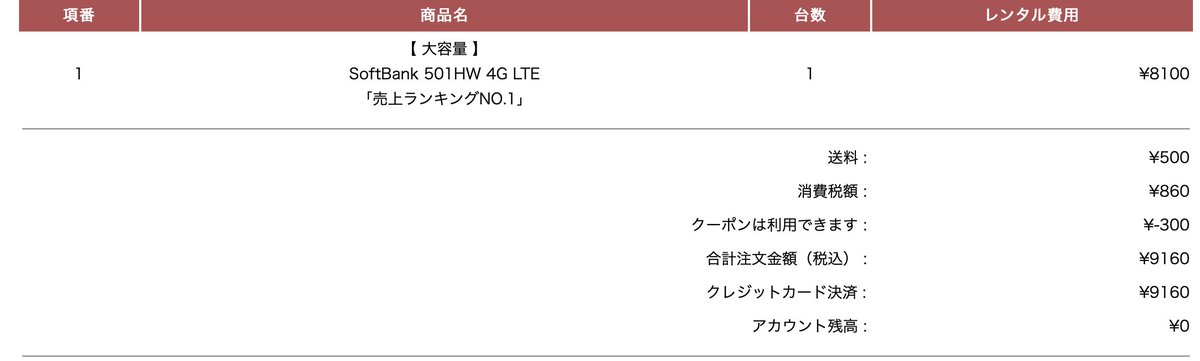 項番 商品名 台数 レンタル費用
【 大容量 】
1 SoftBank 501HW 4G LTE 1 ¥8100
「売上ランキングNO.1」
送料 : ¥500
消費税額 : ¥860
クーポンは利用できます : ¥-300
合計注文金額（税込） : ¥9160
クレジットカード決済 : ¥9160
アカウント残高 : ¥0